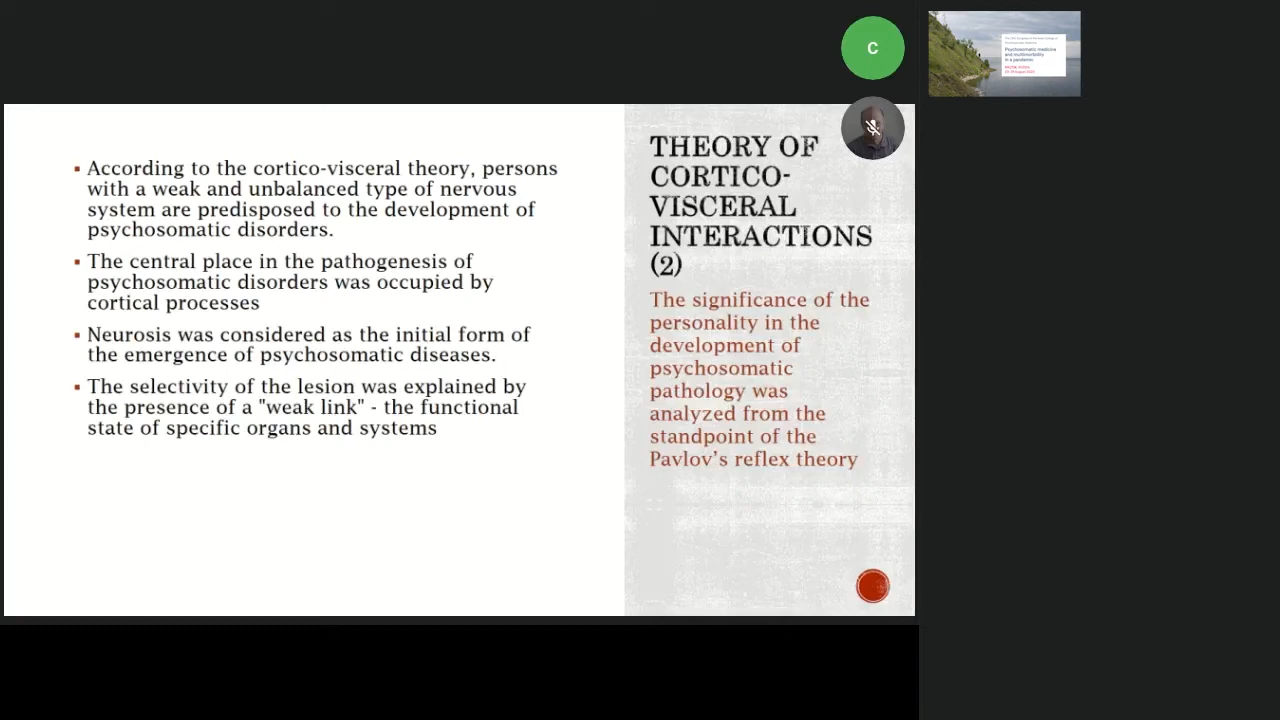 C
According to the cortico-visceral theory, persons
with a weak and unbalanced type of nervous
system are predisposed to the development of
psychosomatic disorders.
The central place in the pathogenesis of
psychosomatic disorders was occupied by
cortical processes
Neurosis was considered as the initial form of
the emergence of psychosomatic diseases.
The selectivity of the lesion was explained by
the presence of a "weak link" - the functional
state of specific organs and systems
THEORY OF
CORTICO-
VISCERAL
INTERACTIONS
(2)
The significance of the
personality in the
development of
psychosomatic
pathology was
analyzed from the
standpoint of the
Pavlov’s reflex theory
Psychosomatic medicine
and multimorbidity
in a pandemic